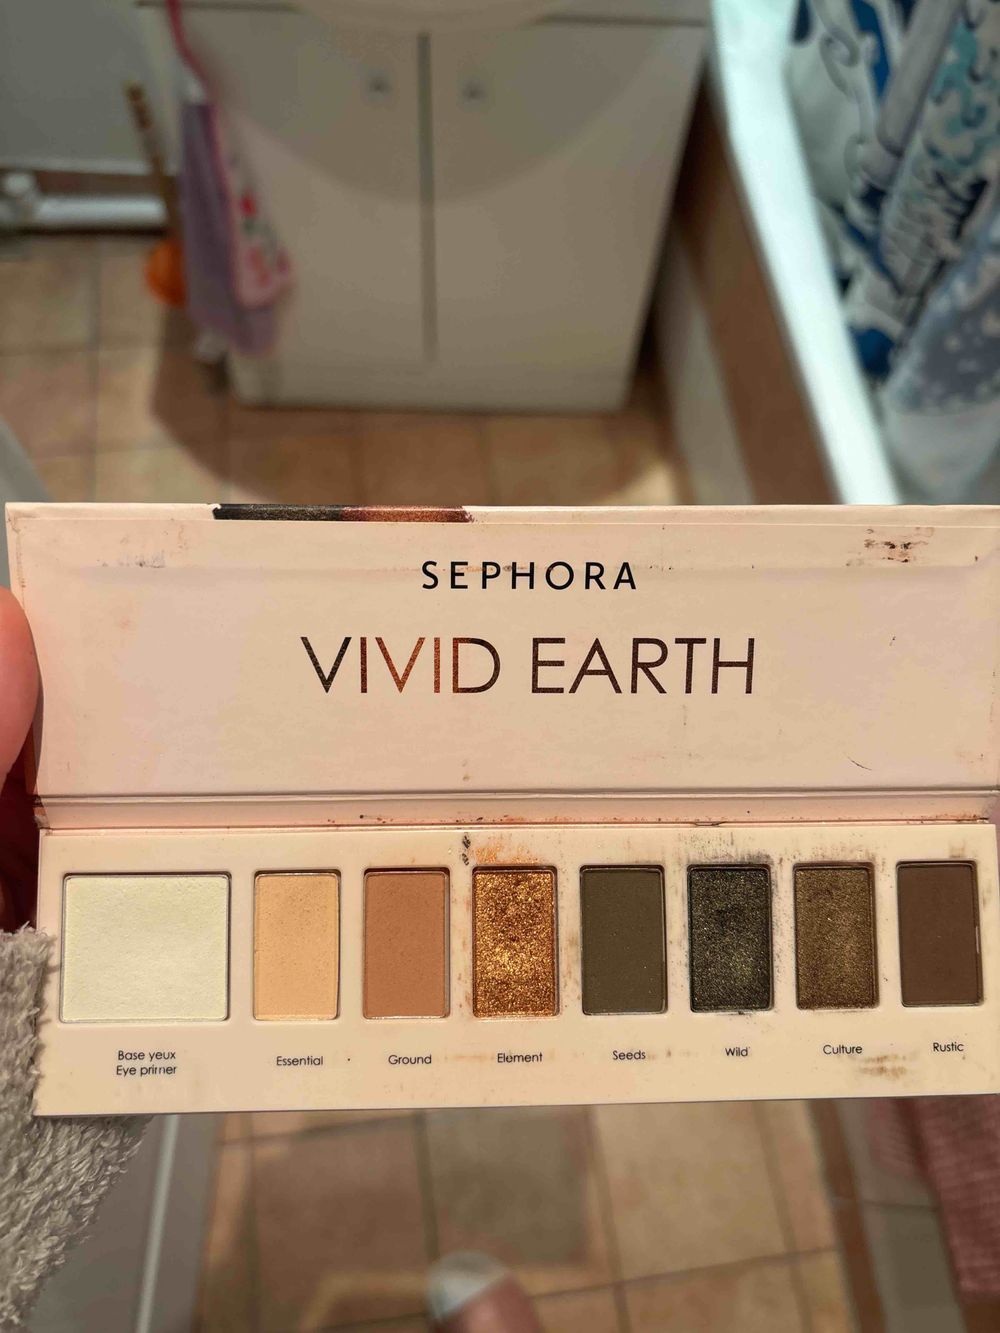 SEPHORA
VIVID EARTH
Base yeux
Eye primer
Essential
Ground
Element
Seeds
Wild
Culture
Rustic